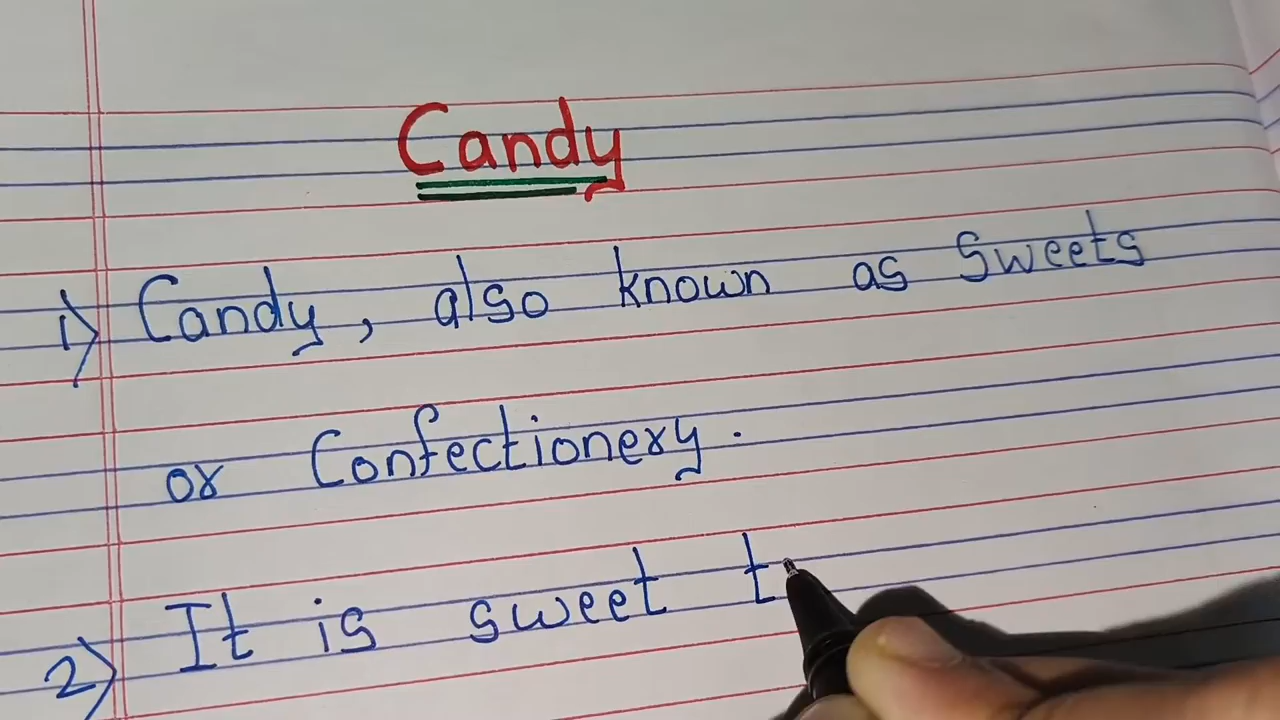 Candy
1) Candy, also known as Sweets
or Confectionery.
2) It is sweet t